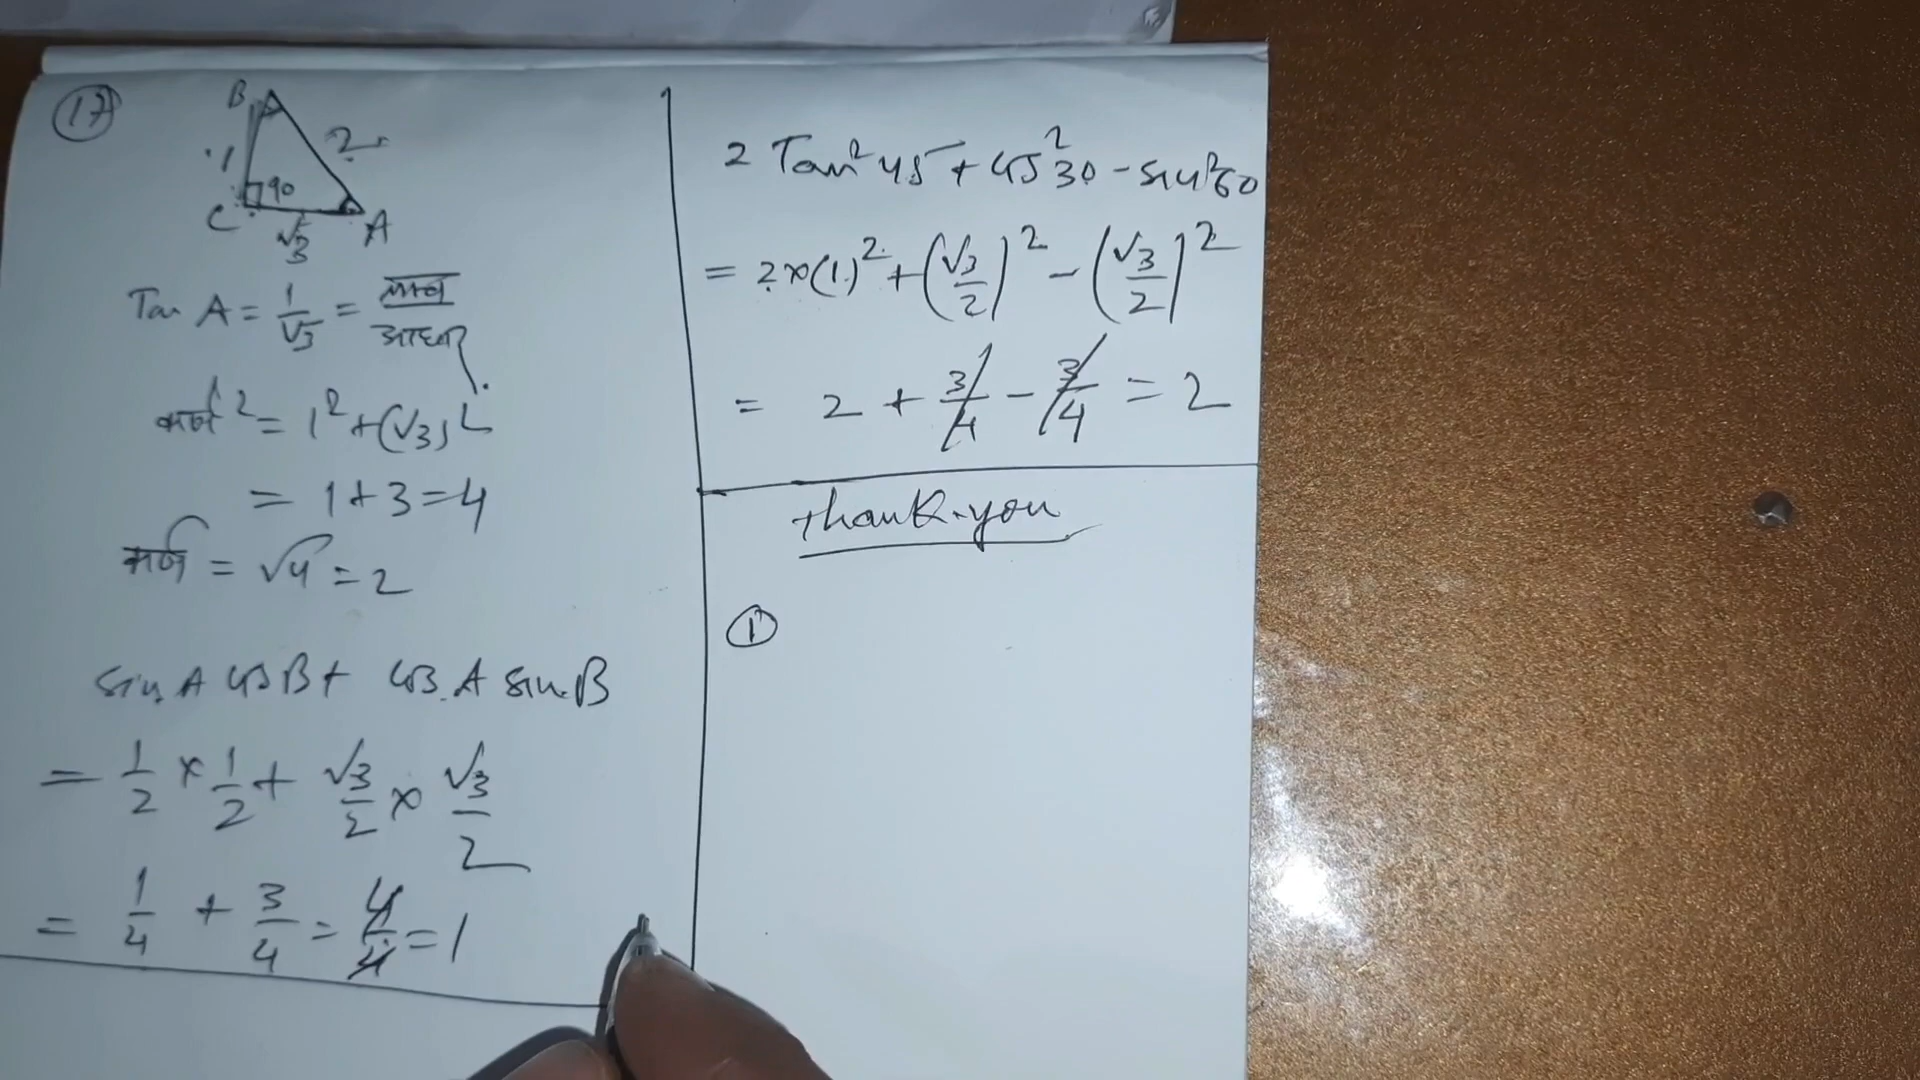 17
B
2
1
90
C
√3
A
Tan A = 1/√3 = लम्ब/आधार
कर्ण² = 1² + (√3)²
= 1 + 3 = 4
कर्ण = √4 = 2
sin A cos B + cos A sin B
= 1/2 × 1/2 + √3/2 × √3/2
= 1/4 + 3/4 = 4/4 = 1
2 Tan² 45 + cos² 30 - sin² 60
= 2×(1)² + (√3/2)² - (√3/2)²
= 2 + 3/4 - 3/4 = 2
thank you
1